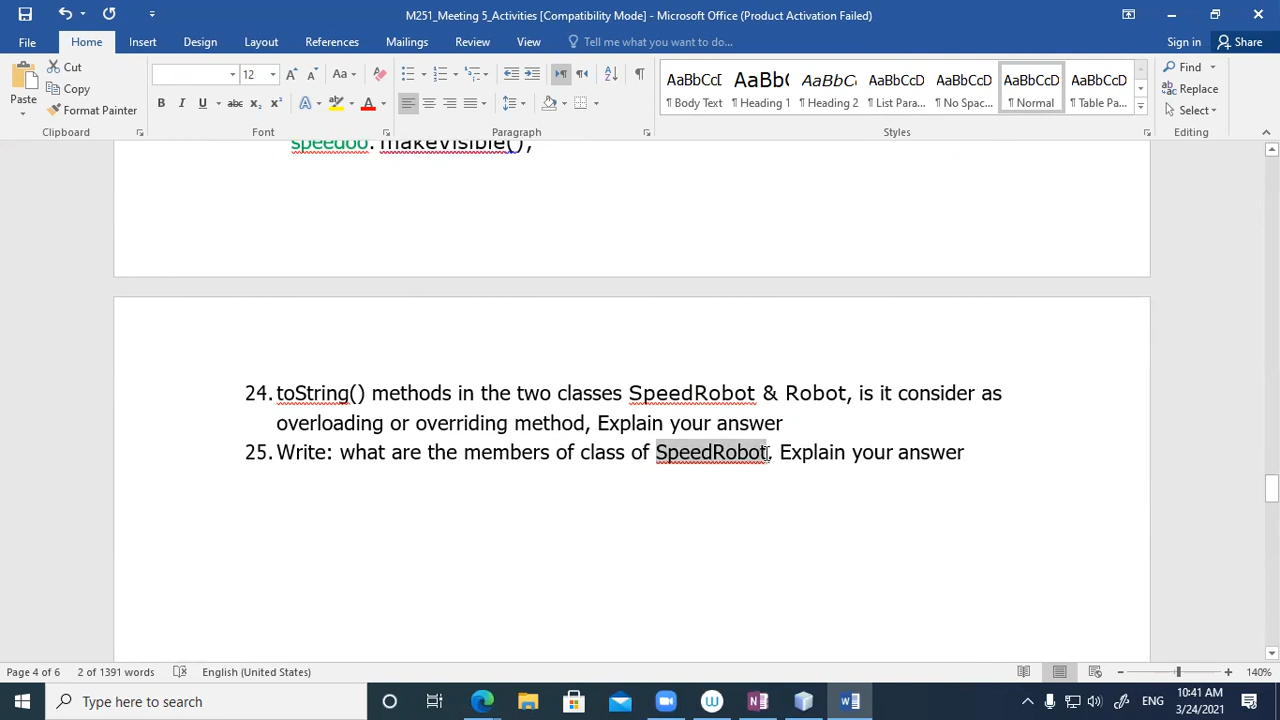 M251_Meeting 5_Activities [Compatibility Mode] - Microsoft Office (Product Activation Failed)
File Home Insert Design Layout References Mailings Review View Tell me what you want to do... Sign in Share
Paste
Cut
Copy
Format Painter
Clipboard
12
Font
Paragraph
AaBbCcD AaBb( AaBbC( AaBbCcD AaBbCcD AaBbCcD AaBbCcD
¶ Body Text ¶ Heading ¶ Heading 2 ¶ List Para... ¶ No Spac... ¶ Normal ¶ Table Pa...
Styles
Find
Replace
Select
Editing
speedoo. makeVisible();
24. toString() methods in the two classes SpeedRobot & Robot, is it consider as
overloading or overriding method, Explain your answer
25. Write: what are the members of class of SpeedRobot, Explain your answer
Page 4 of 6 2 of 1391 words English (United States) 140%
Type here to search
ENG
10:41 AM
3/24/2021